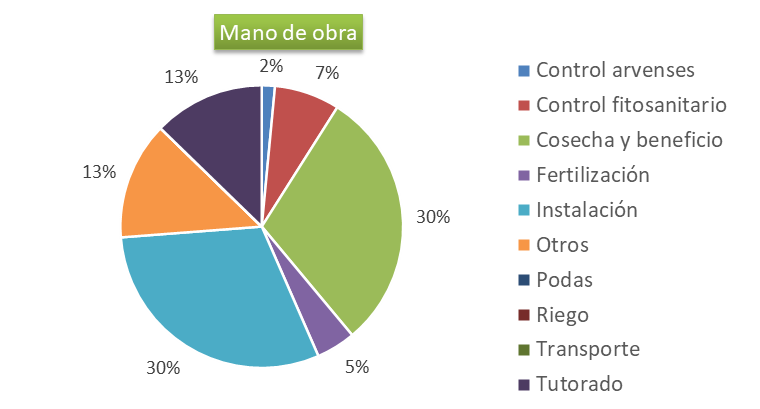 Mano de obra
2%
7%
13%
13%
30%
30%
5%
Control arvenses
Control fitosanitario
Cosecha y beneficio
Fertilización
Instalación
Otros
Podas
Riego
Transporte
Tutorado